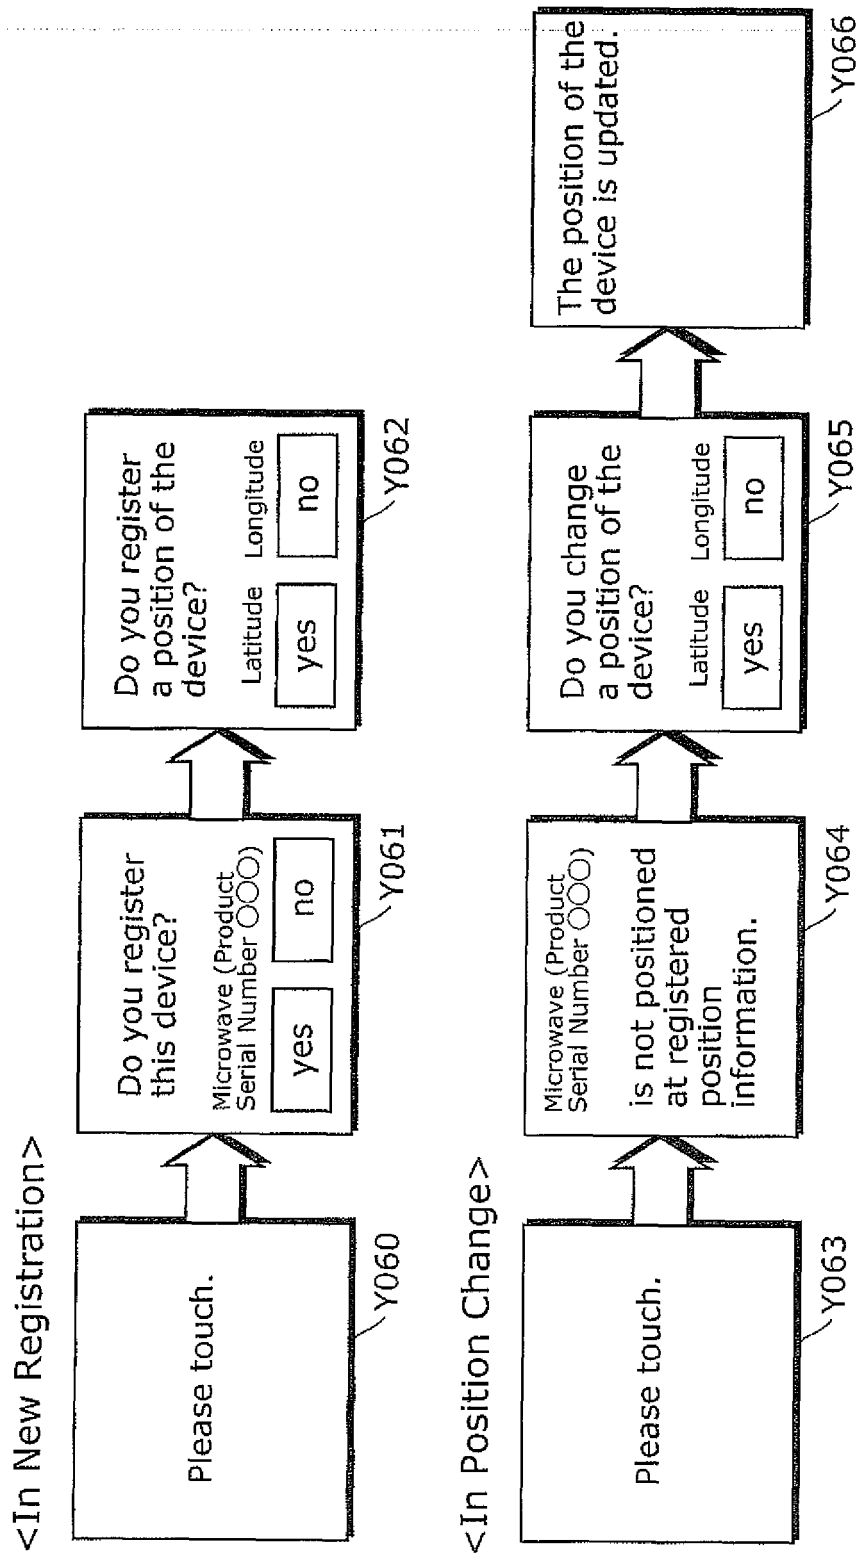 <In New Registration>
Please touch.
Y060
Do you register
this device?
Microwave (Product
Serial Number ○○○)
yes
no
Y061
Do you register
a position of the
device?
Latitude
Longitude
yes
no
Y062
<In Position Change>
Please touch.
Y063
Microwave (Product
Serial Number ○○○)
is not positioned
at registered
position
information.
Y064
Do you change
a position of the
device?
Latitude
Longitude
yes
no
Y065
The position of the
device is updated.
Y066